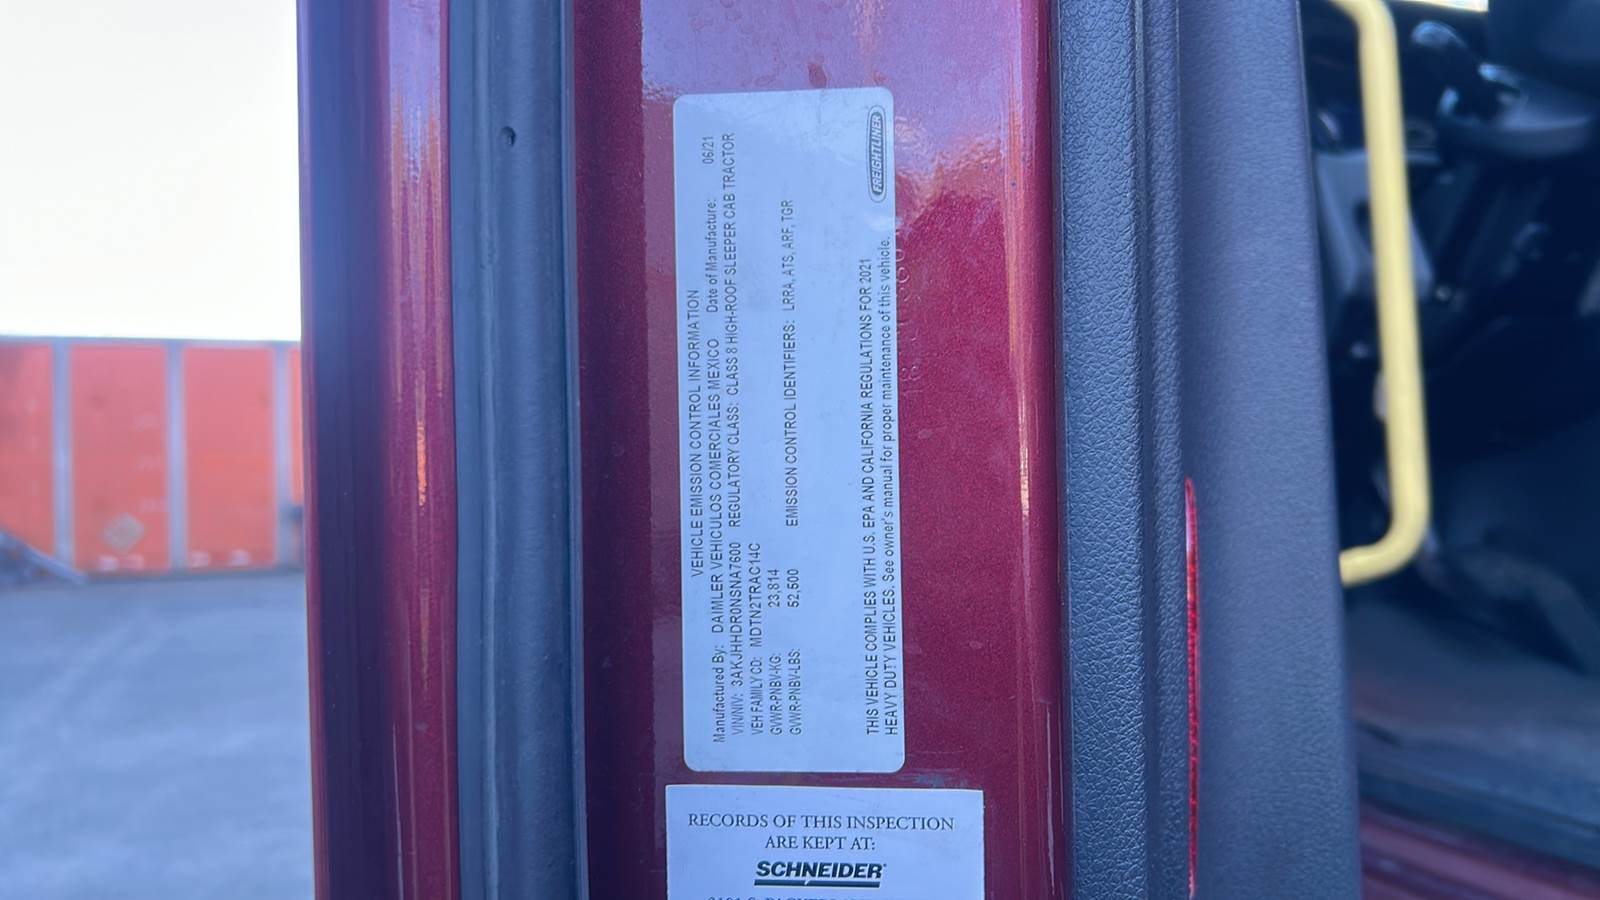 FREIGHTLINER
VEHICLE EMISSION CONTROL INFORMATION
Manufactured By: DAIMLER VEHICULOS COMERCIALES MEXICO Date of Manufacture: 06/21
VIN/NIV: 3AKJHHDR0NSNA7600 REGULATORY CLASS: CLASS 8 HIGH-ROOF SLEEPER CAB TRACTOR
VEH FAMILY CD: MDTN2TRAC14C
GVWR-PNBV-KG: 23,814
GVWR-PNBV-LBS: 52,500 EMISSION CONTROL IDENTIFIERS: LRRA, ATS, ARF, TGR
THIS VEHICLE COMPLIES WITH U.S. EPA AND CALIFORNIA REGULATIONS FOR 2021
HEAVY DUTY VEHICLES. See owner's manual for proper maintenance of this vehicle.
RECORDS OF THIS INSPECTION
ARE KEPT AT:
SCHNEIDER